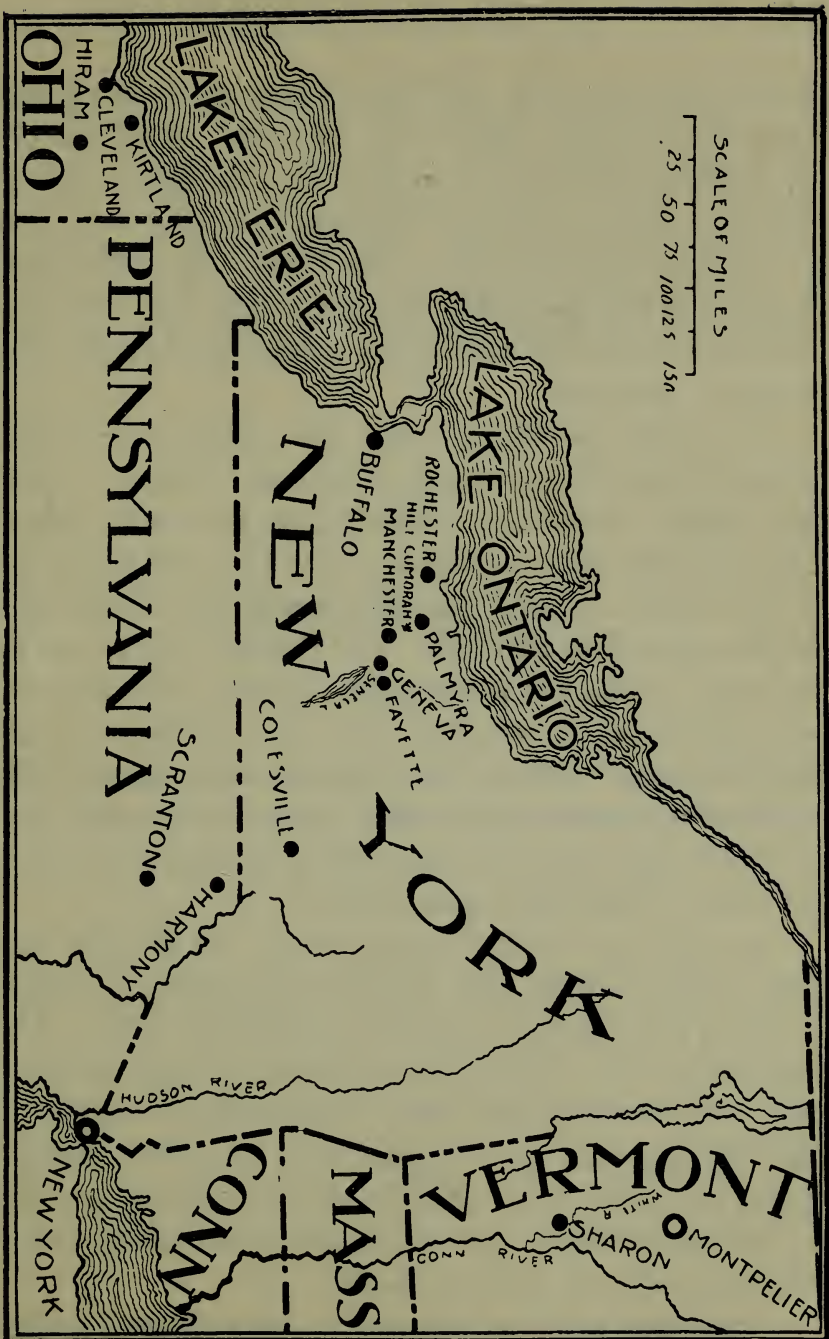 SCALE OF MILES
25 50 75 100 125 150
LAKE ERIE
LAKE ONTARIO
OHIO
HIRAM
CLEVELAND
KIRTLAND
PENNSYLVANIA
NEW YORK
BUFFALO
ROCHESTER
HILL CUMORAH
MANCHESTER
PALMYRA
GENEVA
FAYETTE
SENECA
COLESVILLE
SCRANTON
HARMONY
HUDSON RIVER
NEW YORK
CONN
MASS
VERMONT
WHITE R
SHARON
MONTPELIER
CONN RIVER